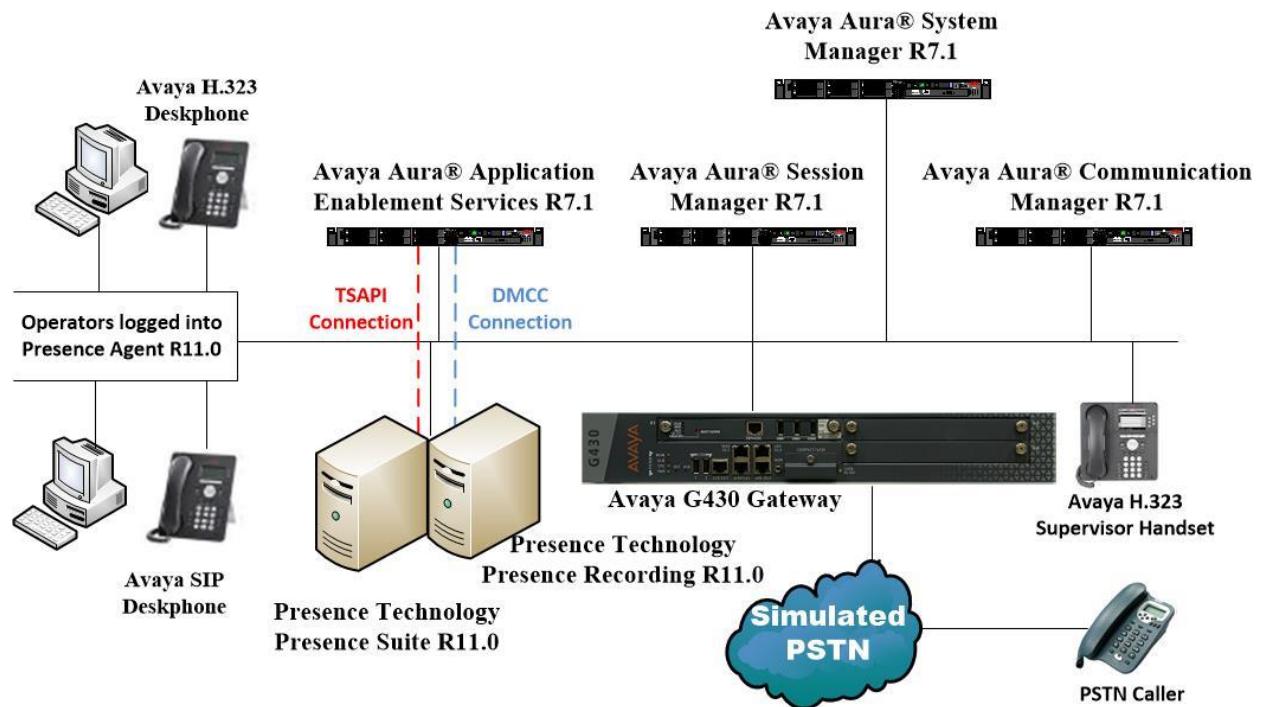 Avaya Aura® System
Manager R7.1
Avaya H.323
Deskphone
Avaya Aura® Application
Enablement Services R7.1
Avaya Aura® Session
Manager R7.1
Avaya Aura® Communication
Manager R7.1
TSAPI
Connection
DMCC
Connection
Operators logged into
Presence Agent R11.0
G430
AVAYA
Avaya G430 Gateway
Avaya H.323
Supervisor Handset
Presence Technology
Presence Recording R11.0
Avaya SIP
Deskphone
Presence Technology
Presence Suite R11.0
Simulated
PSTN
PSTN Caller